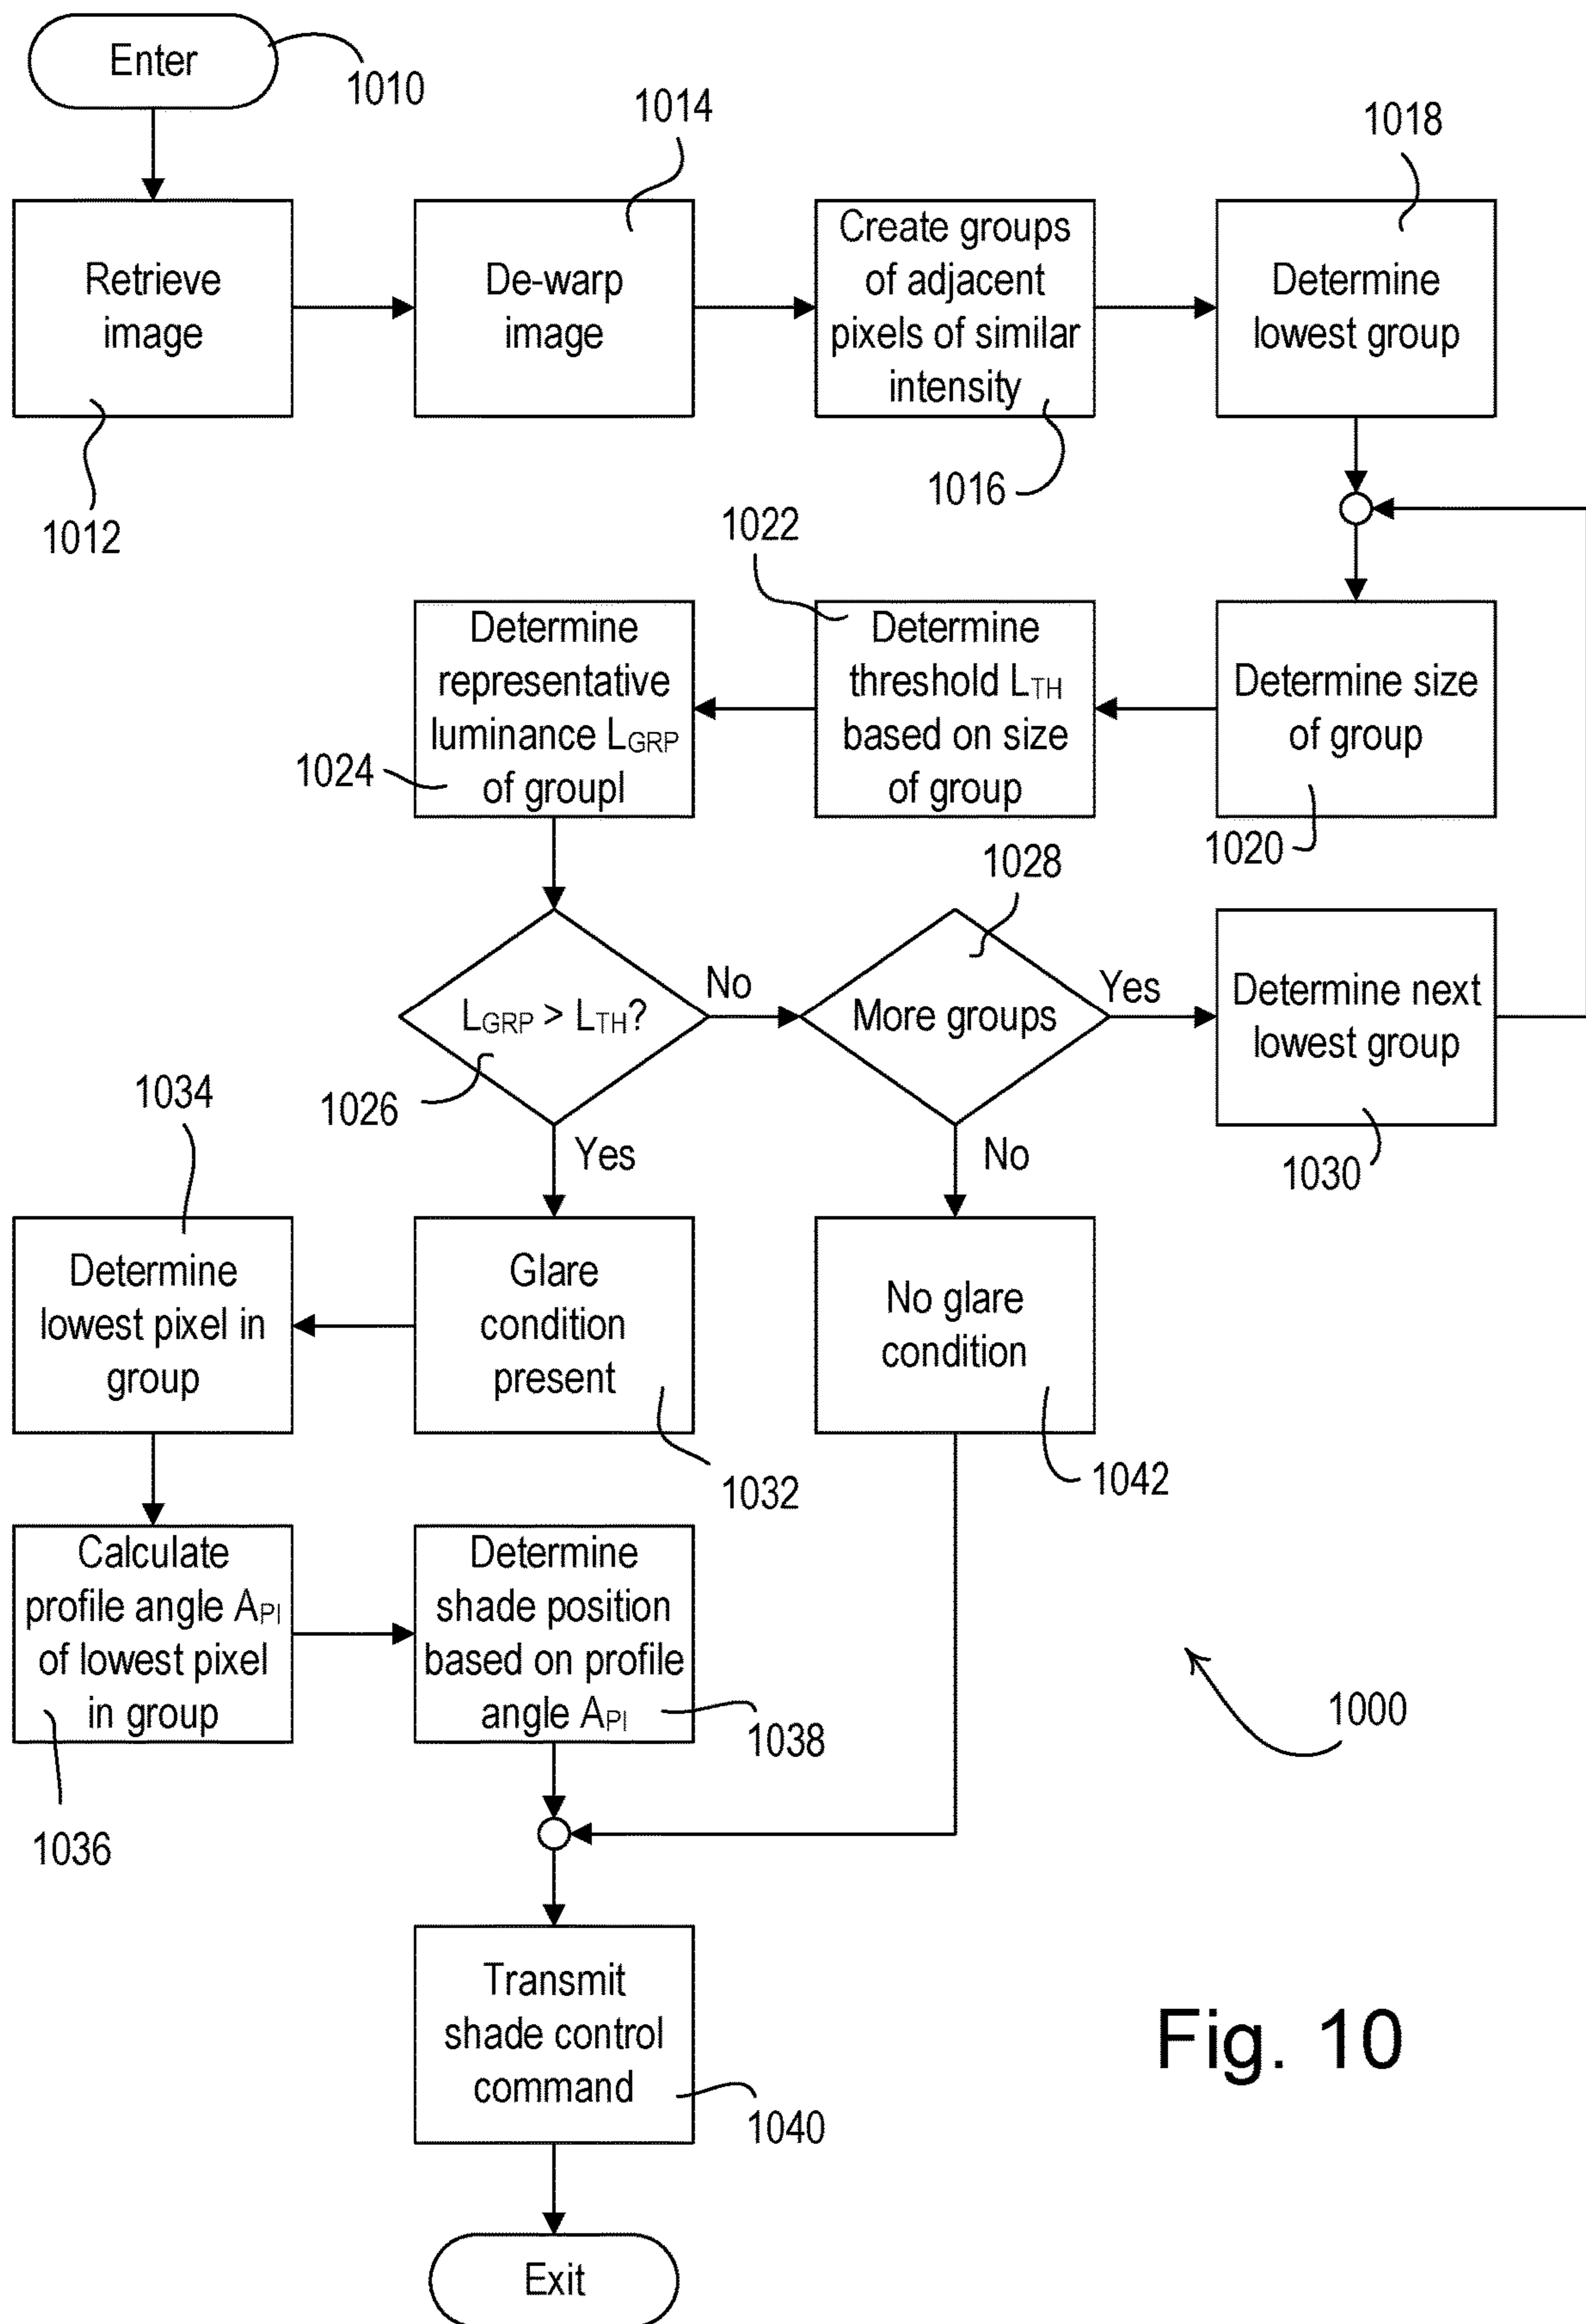 Enter
1010
1014
1018
Retrieve
image
1012
De-warp
image
Create groups
of adjacent
pixels of similar
intensity
1016
Determine
lowest group
1022
Determine
representative
luminance LGRP
of groupl
1024
Determine
threshold LTH
based on size
of group
Determine size
of group
1020
1028
LGRP > LTH?
1026
No
Yes
More groups
Yes
No
Determine next
lowest group
1030
1034
Determine
lowest pixel in
group
Glare
condition
present
1032
No glare
condition
1042
Calculate
profile angle API
of lowest pixel
in group
1036
Determine
shade position
based on profile
angle API
1038
1000
Transmit
shade control
command
1040
Fig. 10
Exit